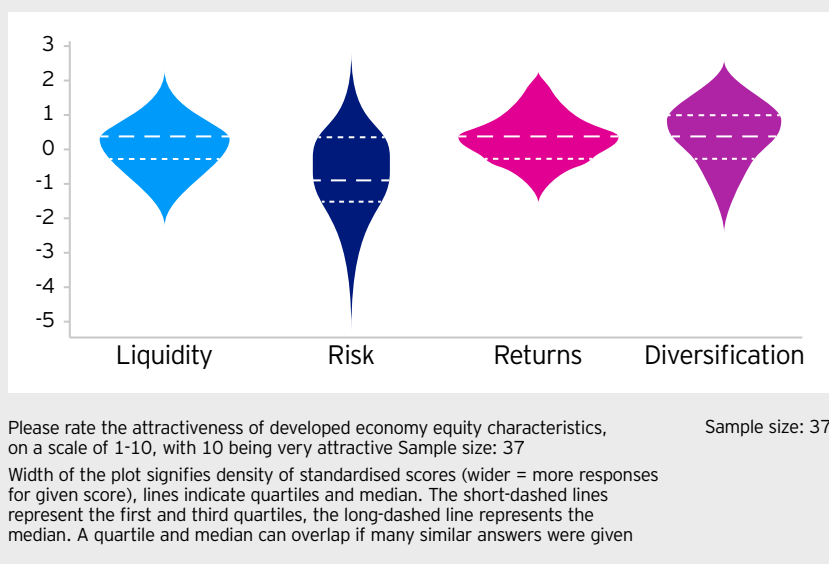 3
2
1
0
-1
-2
-3
-4
-5
Liquidity Risk Returns Diversification
Please rate the attractiveness of developed economy equity characteristics,
on a scale of 1-10, with 10 being very attractive Sample size: 37
Sample size: 37
Width of the plot signifies density of standardised scores (wider = more responses
for given score), lines indicate quartiles and median. The short-dashed lines
represent the first and third quartiles, the long-dashed line represents the
median. A quartile and median can overlap if many similar answers were given